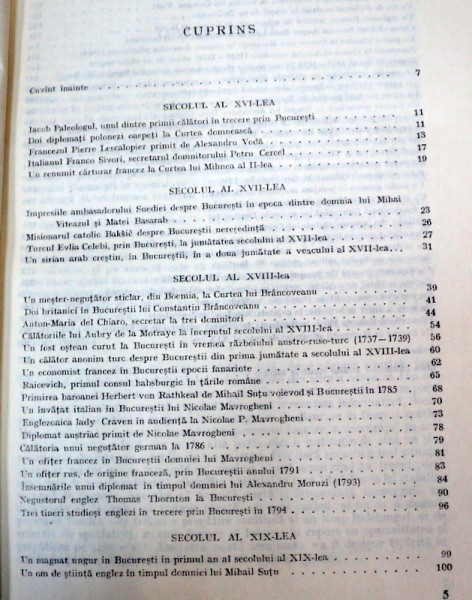 CUPRINS
Cuvînt înainte . . . . . . . . . . 7
SECOLUL AL XVI-LEA
Iacob Paleologul, unul dintre primii călători în trecere prin București . . . 11
Doi diplomați polonezi oaspeți la Curtea domnească . . . 11
Francezul Pierre Lescalopier primit de Alexandru Vodă . . . 13
Italianul Franco Sivori, secretarul domnitorului Petru Cercel . . . 17
Un renumit cărturar francez la Curtea lui Mihnea al II-lea . . . 19
SECOLUL AL XVII-LEA
Impresiile ambasadorului Suediei despre București în epoca dintre domnia lui Mihai
Viteazul și Matei Basarab . . . 23
Misionarul catolic Bakšič despre Bucureștii nereședință . . . 26
Turcul Evlia Celebi, prin București, la jumătatea secolului al XVII-lea . . . 27
Un sirian arab creștin, în București, în a doua jumătate a veacului al XVII-lea . . . 31
SECOLUL AL XVIII-lea
Un meșter-neguțător sticlar, din Boemia, la Curtea lui Brâncoveanu . . . 39
Doi britanici în Bucureștii lui Constantin Brâncoveanu . . . 41
Anton-Maria del Chiaro, secretar la trei domnitori . . . 44
Călătoriile lui Aubry de la Motraye la începutul secolului al XVIII-lea . . . 54
Un fost oștean curut la București în vremea războiului austro-ruso-turc (1737—1739) 56
Un călător anonim turc despre București din prima jumătate a secolului al XVIII-lea 60
Un economist francez în București epocii fanariote . . . 62
Raicevich, primul consul habsburgic în țările române . . . 65
Primirea baroanei Herbert von Rathkeal de Mihail Suțu voievod și București în 1785 68
Un învățat italian în Bucureștii lui Nicolae Mavrogheni . . . 70
Englezoaica lady Craven în audiență la Nicolae P. Mavrogheni . . . 73
Diplomat austriac primit de Nicolae Mavrogheni . . . 78
Călătoria unui neguțător german la 1786 . . . 79
Un ofițer francez în Bucureștii domniei lui Mavrogheni . . . 81
Un ofițer rus, de origine franceză, prin Bucureștii anului 1791 . . . 83
Însemnările unui diplomat în timpul domniei lui Alexandru Moruzi (1793) . . . 84
Negustorul englez Thomas Thornton la București . . . 90
Trei tineri studioși englezi în trecere prin București în 1794 . . . 96
SECOLUL AL XIX-LEA
Un magnat ungur în București în primul an al secolului al XIX-lea . . . 99
Un om de știință englez în timpul domniei lui Mihail Suțu . . . 100
5